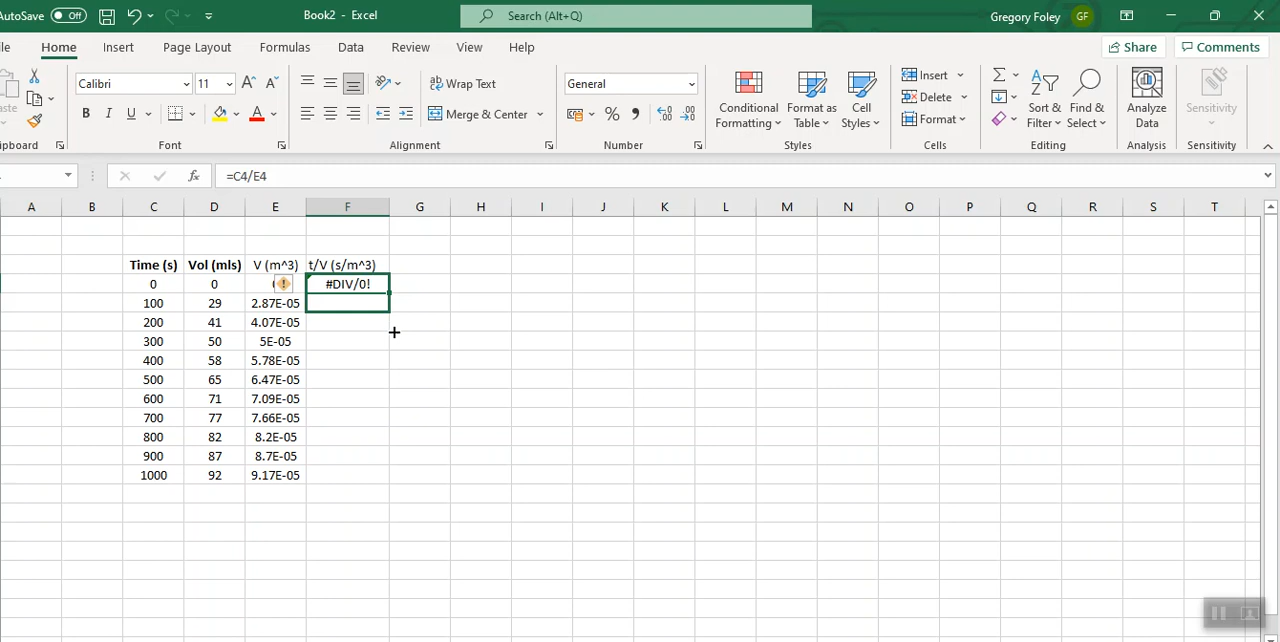 AutoSave Off Book2 - Excel Search (Alt+Q) Gregory Foley GF
le Home Insert Page Layout Formulas Data Review View Help Share Comments
Calibri 11 Wrap Text General Insert
aste B I U Merge & Center Conditional Formatting Format as Table Cell Styles Delete Sort & Filter Find & Select Analyze Data Sensitivity
Format
ipboard Font Alignment Number Styles Cells Editing Analysis Sensitivity
fx =C4/E4
A B C D E F G H I J K L M N O P Q R S T
Time (s) Vol (mls) V (m^3) t/V (s/m^3)
0 0 #DIV/0!
100 29 2.87E-05
200 41 4.07E-05
300 50 5E-05
400 58 5.78E-05
500 65 6.47E-05
600 71 7.09E-05
700 77 7.66E-05
800 82 8.2E-05
900 87 8.7E-05
1000 92 9.17E-05